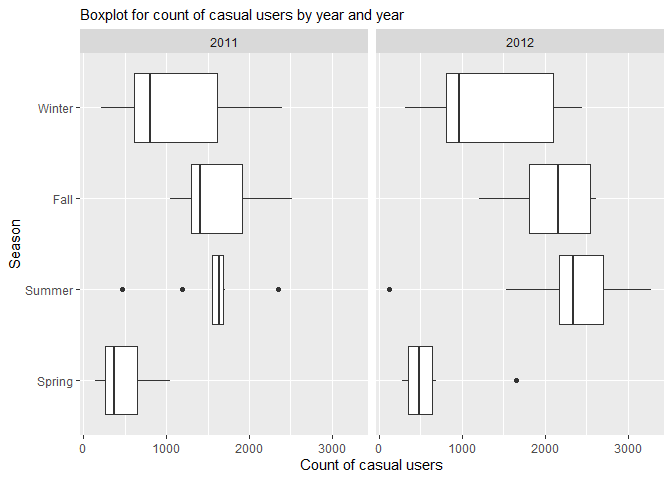 Boxplot for count of casual users by year and year
2011 2012
Winter
Fall
Summer
Spring
Season
0 1000 2000 3000 0 1000 2000 3000
Count of casual users